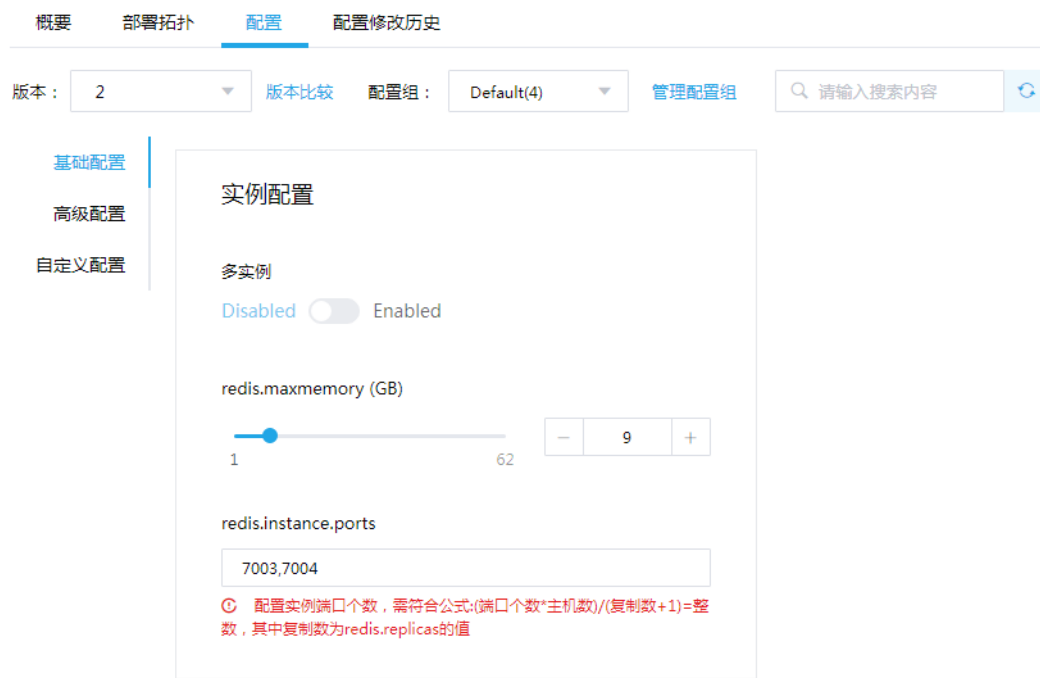 概要 部署拓扑 配置 配置修改历史
版本： 2 版本比较 配置组： Default(4) 管理配置组 请输入搜索内容
基础配置
高级配置
自定义配置
实例配置
多实例
Disabled Enabled
redis.maxmemory (GB)
− 9 +
1 62
redis.instance.ports
7003,7004
配置实例端口个数，需符合公式:(端口个数*主机数)/(复制数+1)=整
数，其中复制数为redis.replicas的值